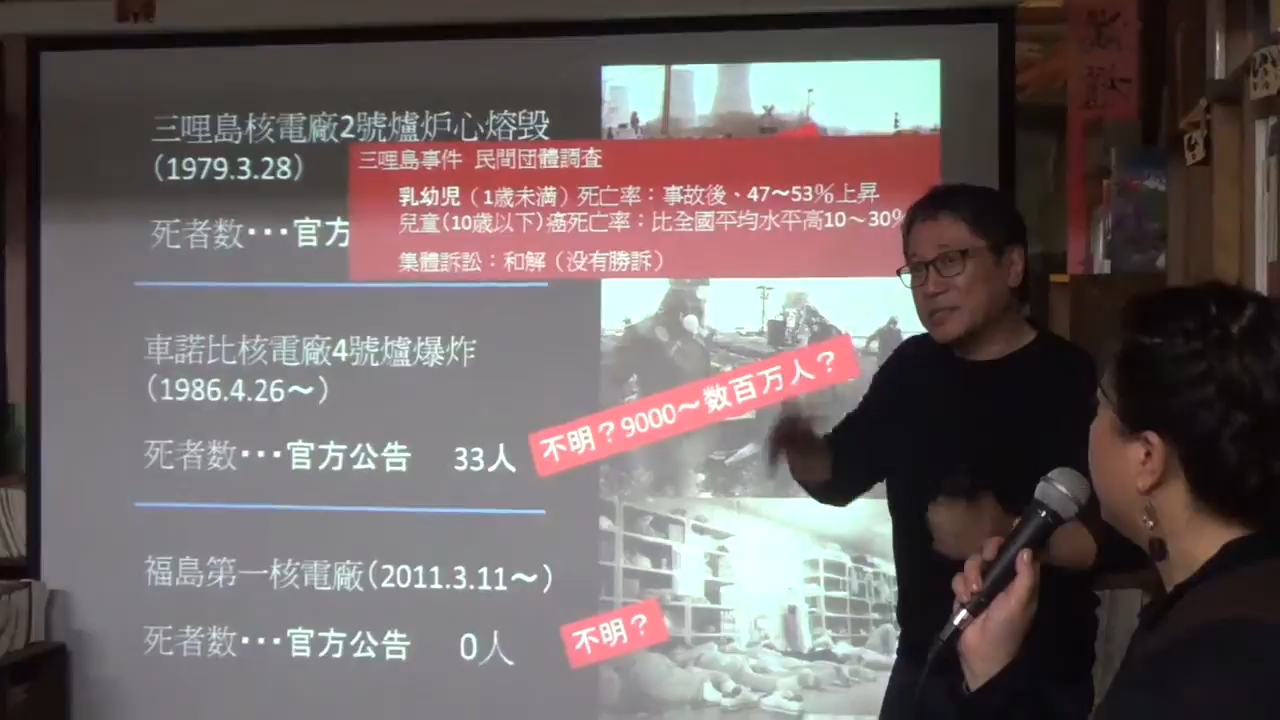 三哩島核電廠2號爐炉心熔毀
（1979.3.28）
死者数･･･官方
三哩島事件 民間団體調査
乳幼児（1歳未満）死亡率：事故後、47～53％上昇
兒童（10歳以下）癌死亡率：比全國平均水平高10～30%
集體訴訟：和解（没有勝訴）
車諾比核電廠4號爐爆炸
（1986.4.26～）
死者数･･･官方公告 33人
不明？9000～数百万人？
福島第一核電廠（2011.3.11～）
死者数･･･官方公告 0人
不明？